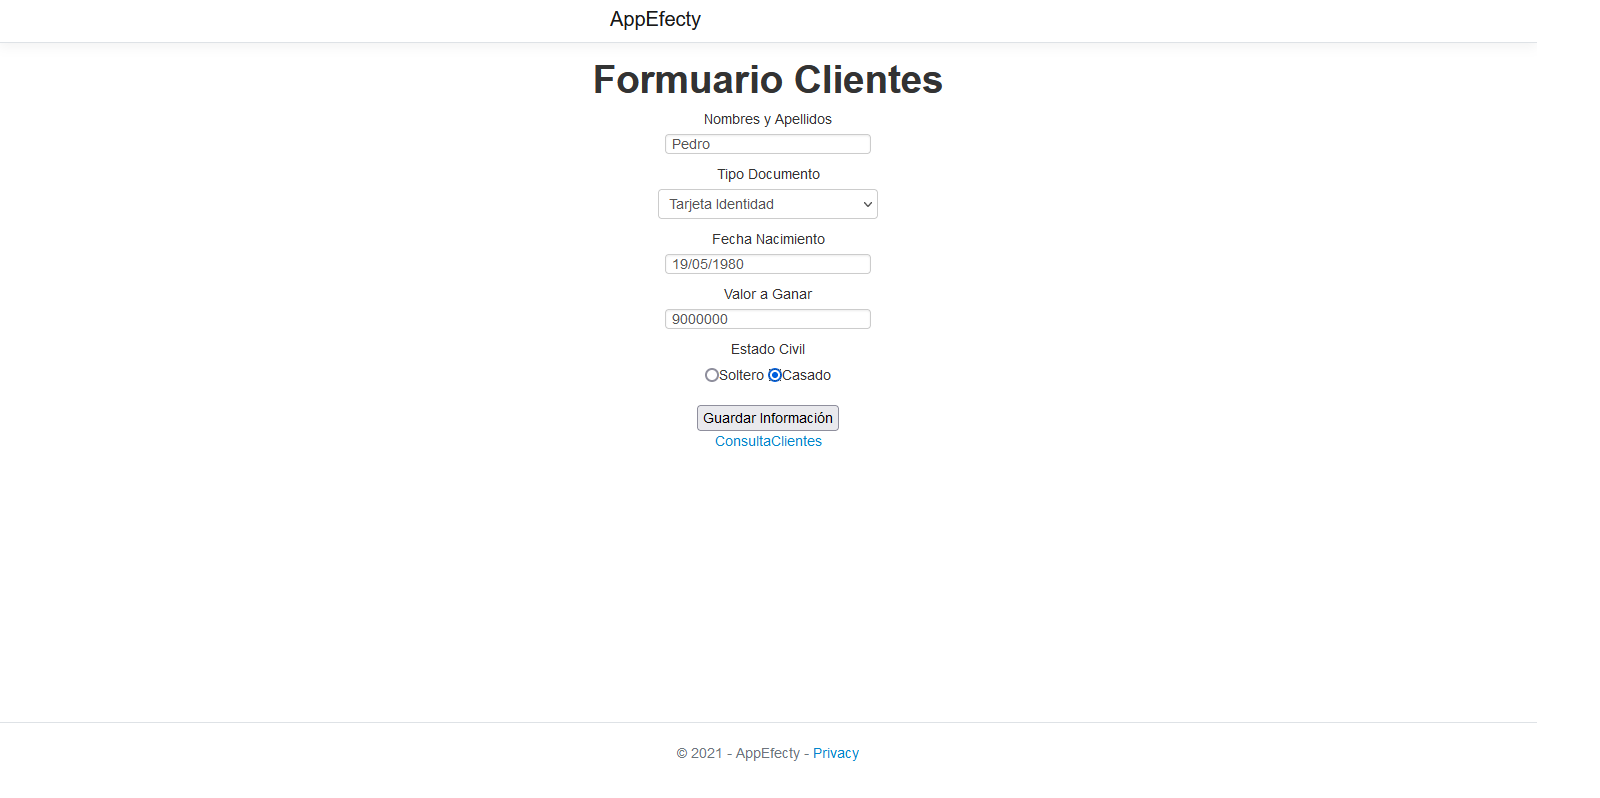 AppEfecty
Formuario Clientes
Nombres y Apellidos
Pedro
Tipo Documento
Tarjeta Identidad
Fecha Nacimiento
19/05/1980
Valor a Ganar
9000000
Estado Civil
Soltero Casado
Guardar Información
ConsultaClientes
© 2021 - AppEfecty - Privacy